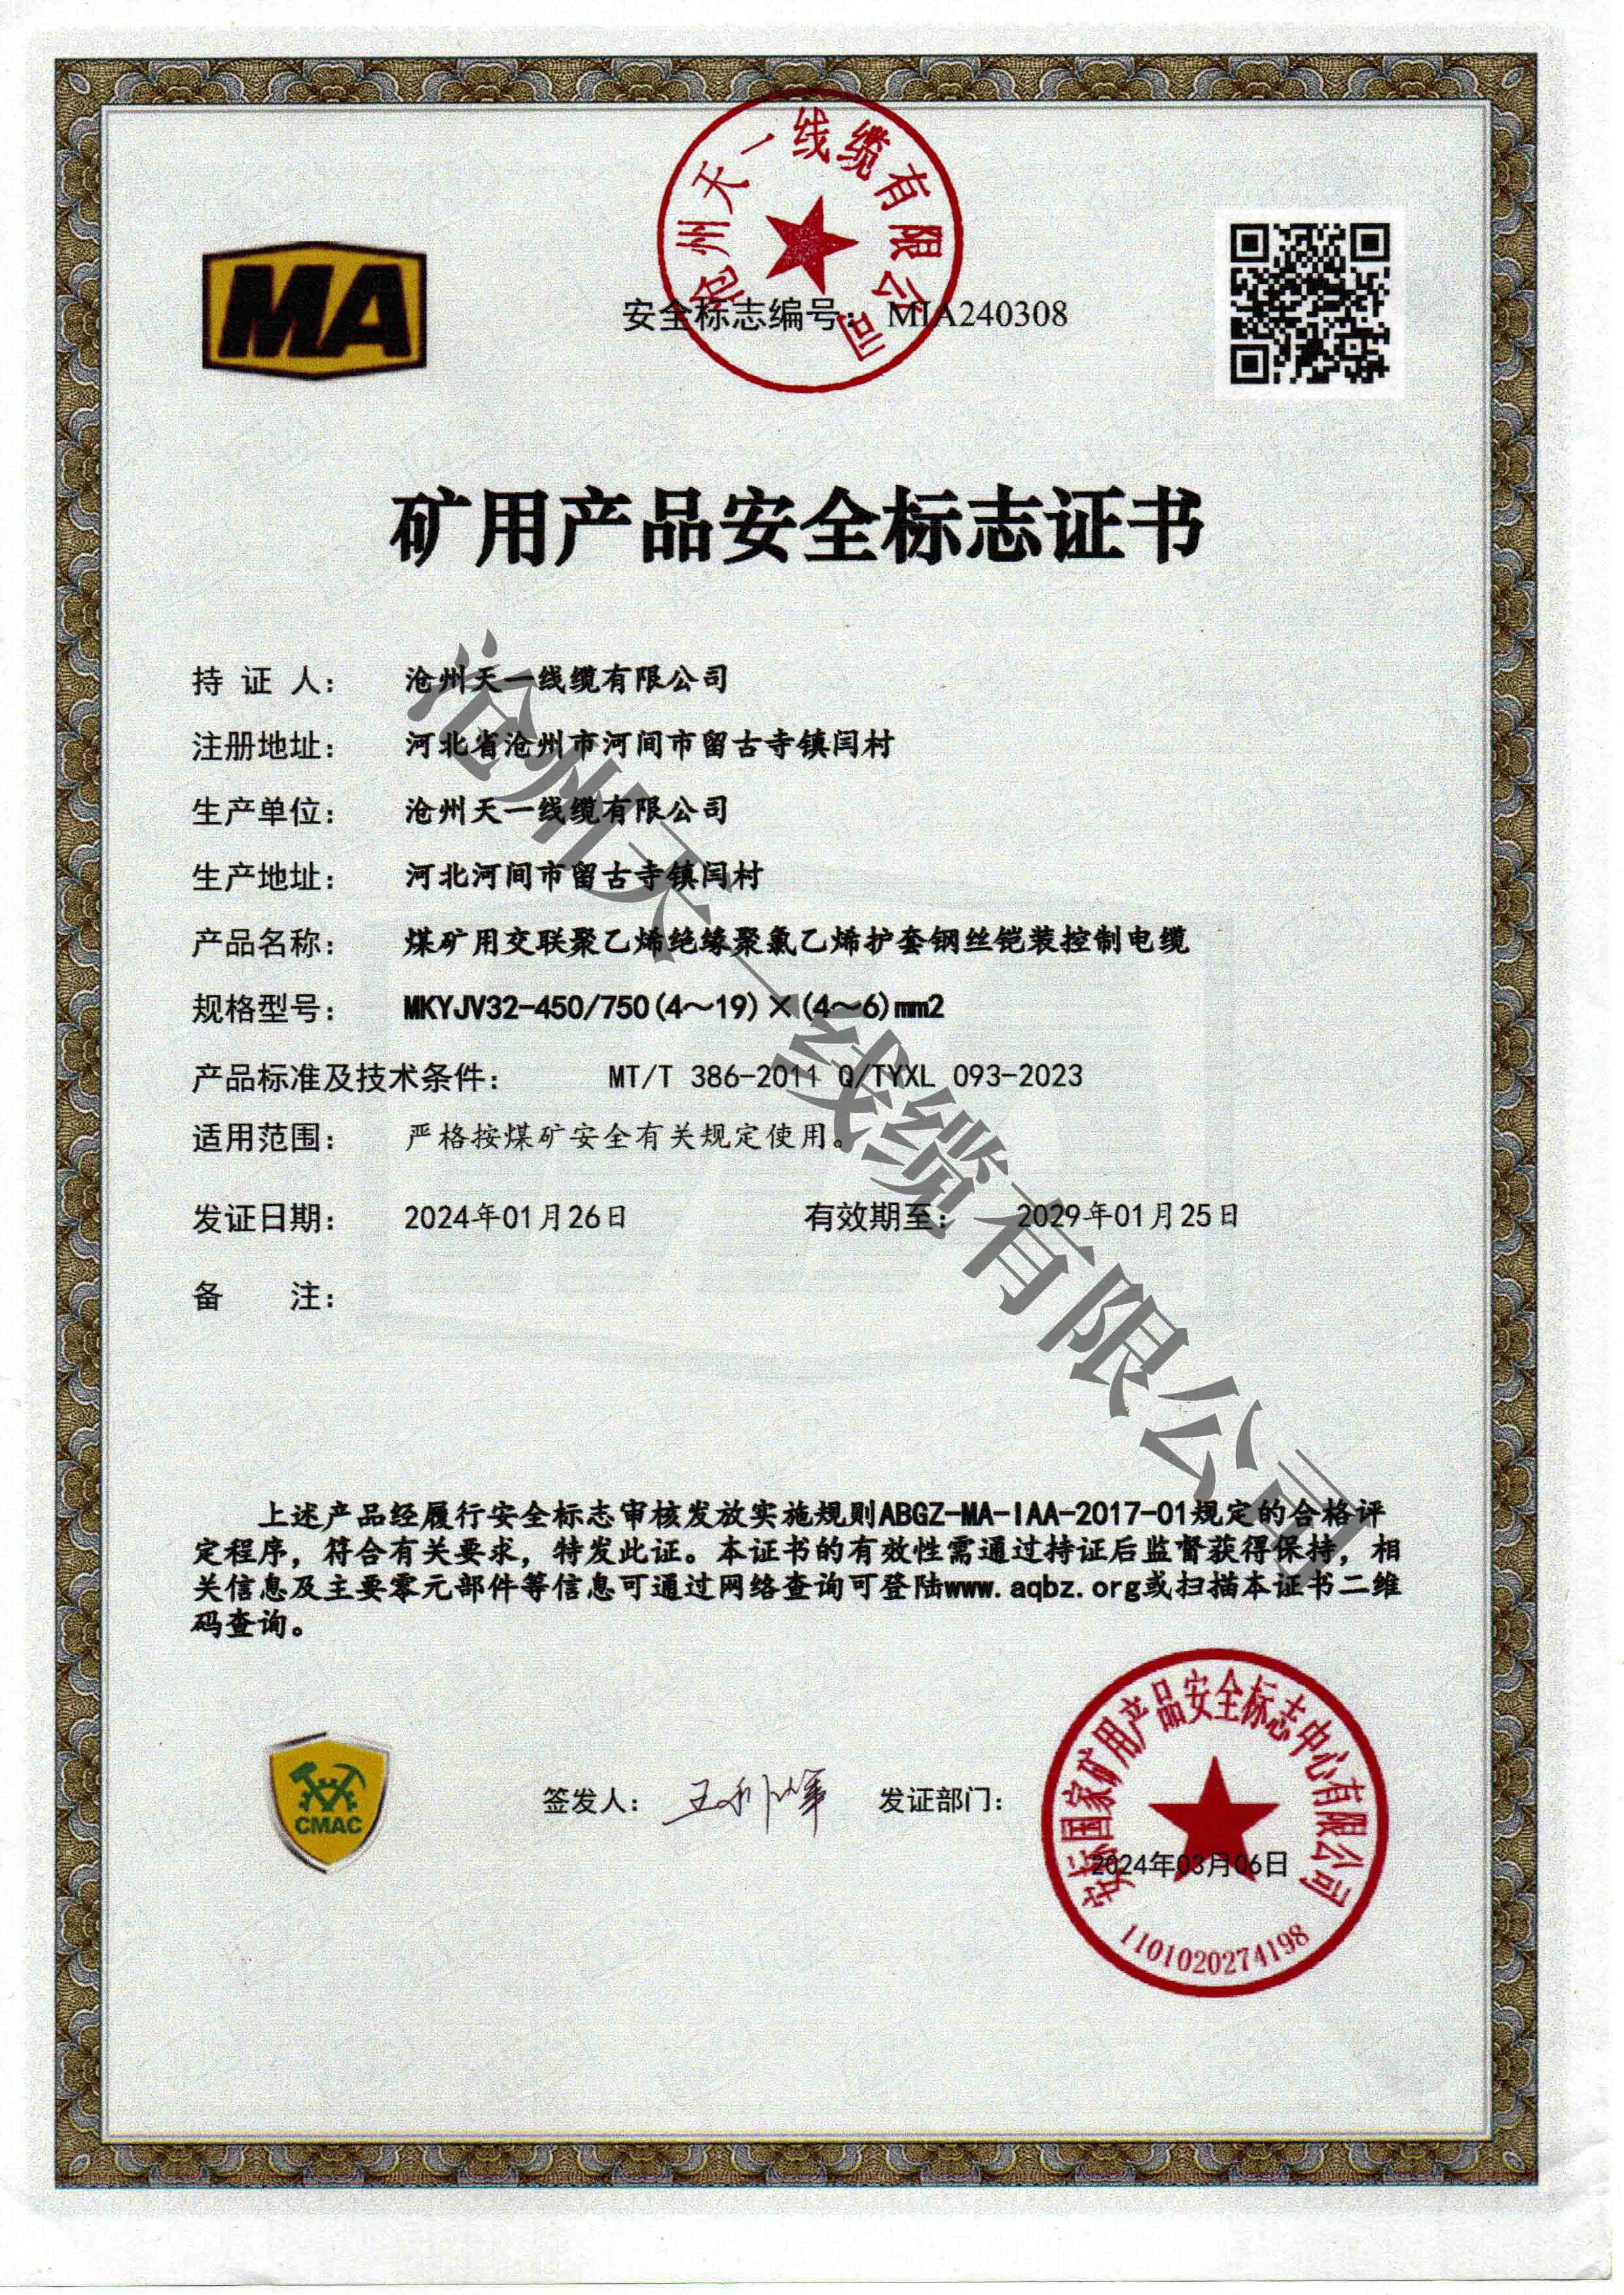 沧州天一线缆有限公司
MA
安全标志编号： MIA240308
矿用产品安全标志证书
持 证 人： 沧州天一线缆有限公司
注册地址： 河北省沧州市河间市留古寺镇闫村
生产单位： 沧州天一线缆有限公司
生产地址： 河北河间市留古寺镇闫村
产品名称： 煤矿用交联聚乙烯绝缘聚氯乙烯护套钢丝铠装控制电缆
规格型号： MKYJV32-450/750(4～19)×(4～6)mm2
产品标准及技术条件： MT/T 386-2011 Q/TYXL 093-2023
适用范围： 严格按煤矿安全有关规定使用。
发证日期： 2024年01月26日 有效期至： 2029年01月25日
备 注：
沧州天一线缆有限公司
上述产品经履行安全标志审核发放实施规则ABGZ-MA-IAA-2017-01规定的合格评
定程序，符合有关要求，特发此证。本证书的有效性需通过持证后监督获得保持，相
关信息及主要零元部件等信息可通过网络查询可登陆www.aqbz.org或扫描本证书二维
码查询。
CMAC
签发人： 发证部门：
安标国家矿用产品安全标志中心有限公司
2024年03月06日
1101020274198